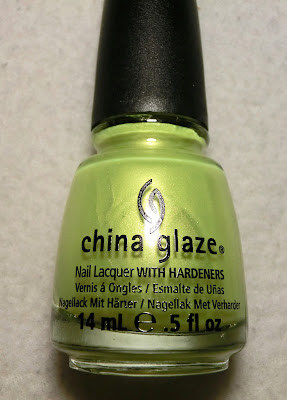 china glaze®
Nail Lacquer WITH HARDENERS
Vernis á Ongles / Esmalte de Uñas
Nagellack Mit Härter / Nagellak Met Verharder
14 mL ℮ .5 fl oz